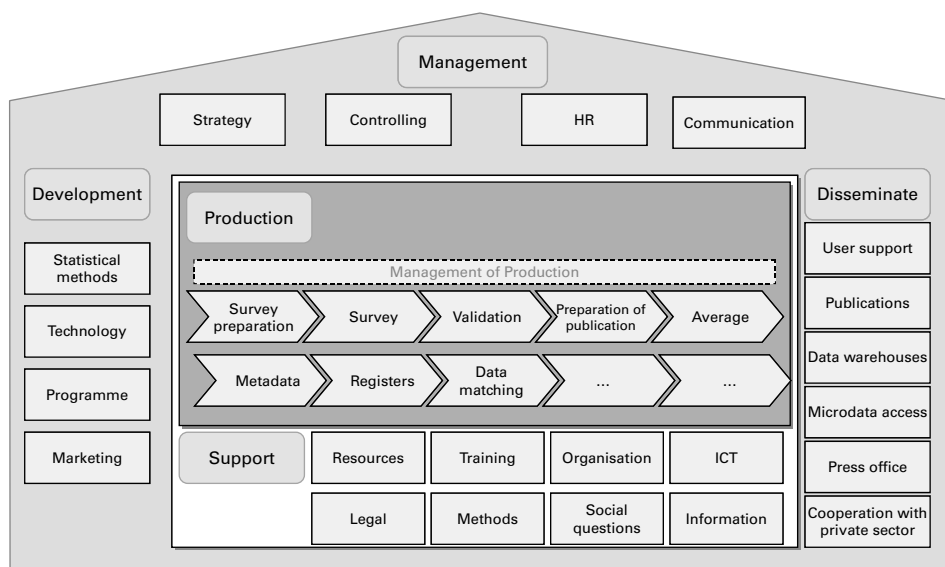 Management
Strategy
Controlling
HR
Communication
Development
Statistical
methods
Technology
Programme
Marketing
Production
Management of Production
Survey
preparation
Survey
Validation
Preparation of
publication
Average
Metadata
Registers
Data
matching
...
...
Support
Resources
Training
Organisation
ICT
Legal
Methods
Social
questions
Information
Disseminate
User support
Publications
Data warehouses
Microdata access
Press office
Cooperation with
private sector